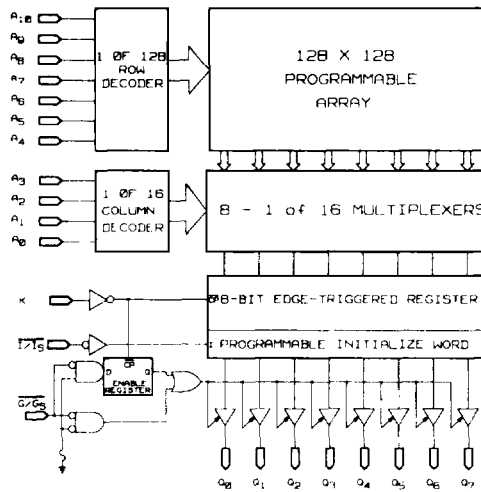 A10
A9
A8
A7
A6
A5
A4
1 OF 128
ROW
DECODER
128 X 128
PROGRAMMABLE
ARRAY
A3
A2
A1
A0
1 OF 16
COLUMN
DECODER
8 - 1 of 16 MULTIPLEXERS
K
8-BIT EDGE-TRIGGERED REGISTER
I/IS
PROGRAMMABLE INITIALIZE WORD
D
Q
ENABLE
REGISTER
G/GS
Q0 Q1 Q2 Q3 Q4 Q5 Q6 Q7